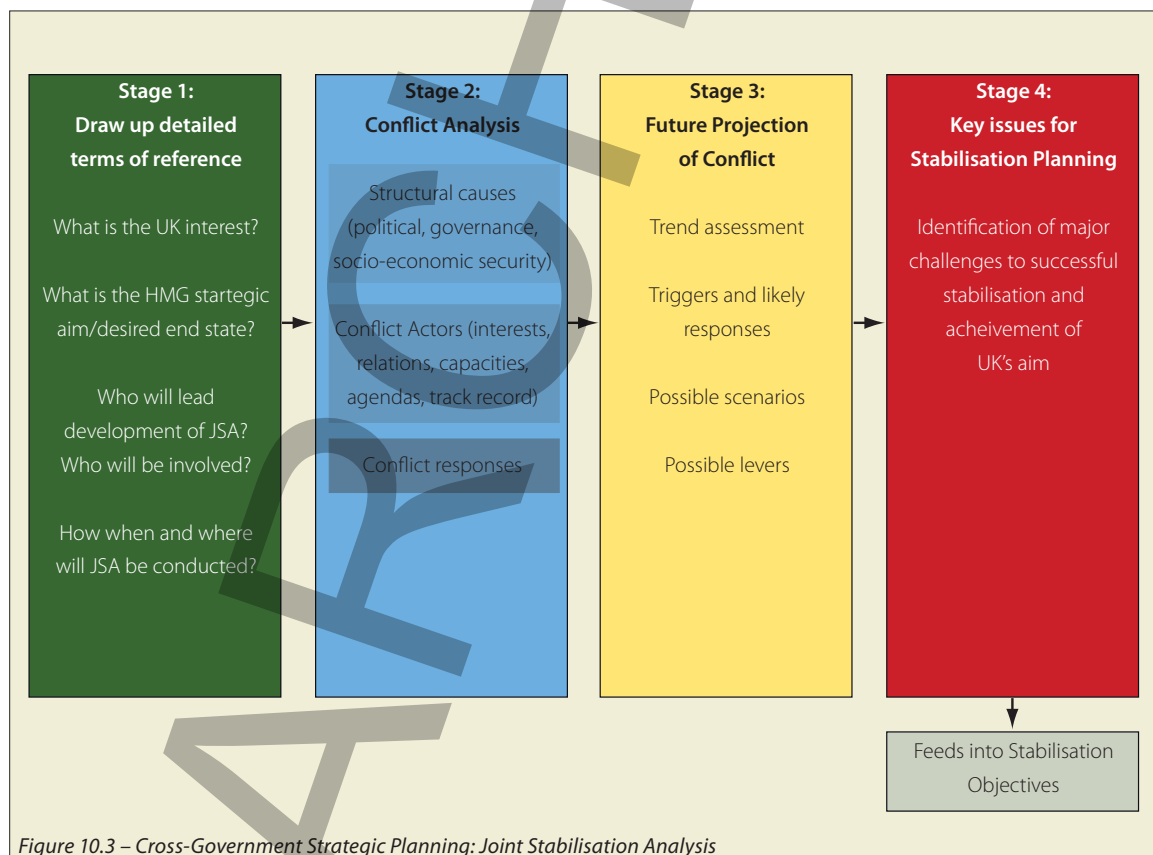 Stage 1:
Draw up detailed
terms of reference
What is the UK interest?
What is the HMG startegic
aim/desired end state?
Who will lead
development of JSA?
Who will be involved?
How when and where
will JSA be conducted?
Stage 2:
Conflict Analysis
Structural causes
(political, governance,
socio-economic security)
Conflict Actors (interests,
relations, capacities,
agendas, track record)
Conflict responses
Stage 3:
Future Projection
of Conflict
Trend assessment
Triggers and likely
responses
Possible scenarios
Possible levers
Stage 4:
Key issues for
Stabilisation Planning
Identification of major
challenges to successful
stabilisation and
acheivement of
UK's aim
Feeds into Stabilisation
Objectives
Figure 10.3 – Cross-Government Strategic Planning: Joint Stabilisation Analysis